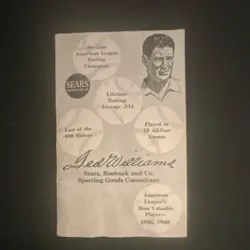 Six-time
American League
Batting
Champion
SEARS
Lifetime
Batting
Average .344
Last of the
.400 Hitters
Played in
18 All-Star
Games
Ted Williams
Sears, Roebuck and Co.
Sporting Goods Consultant
American
League's
Most Valuable
Player—
1946, 1949